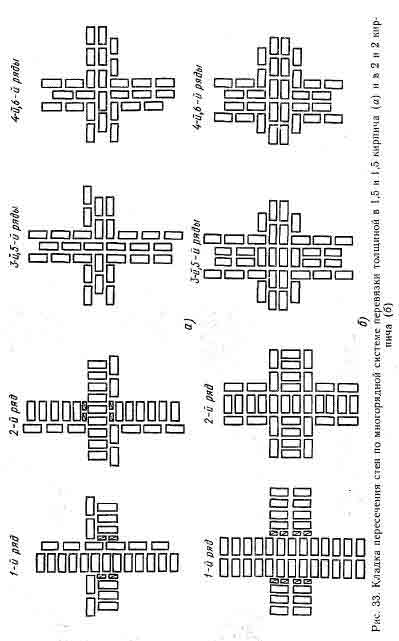 1-й ряд
2-й ряд
3-й,5-й ряды
4-й,6-й ряды
а)
1-й ряд
2-й ряд
3-й,5-й ряды
4-й,6-й ряды
б)
Рис. 33. Кладка пересечения стен по многорядной системе перевязки толщиной в 1,5 и 1,5 кирпича (а) и в 2 и 2 кир-
пича (б)